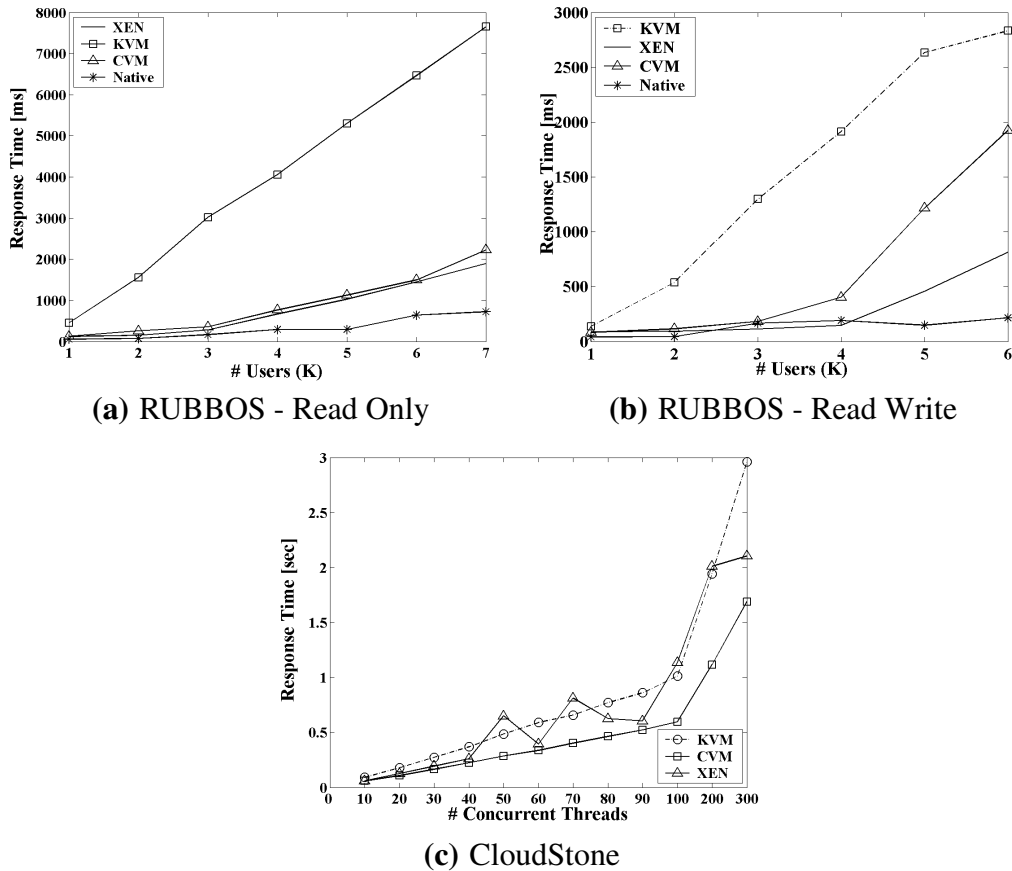 8000
7000
6000
5000
4000
3000
2000
1000
0
Response Time [ms]
XEN
KVM
CVM
Native
1 2 3 4 5 6 7
# Users (K)
(a) RUBBOS - Read Only
3000
2500
2000
1500
1000
500
0
Response Time [ms]
KVM
XEN
CVM
Native
1 2 3 4 5 6
# Users (K)
(b) RUBBOS - Read Write
3
2.5
2
1.5
1
0.5
0
Response Time [sec]
KVM
CVM
XEN
0 10 20 30 40 50 60 70 80 90 100 200 300
# Concurrent Threads
(c) CloudStone